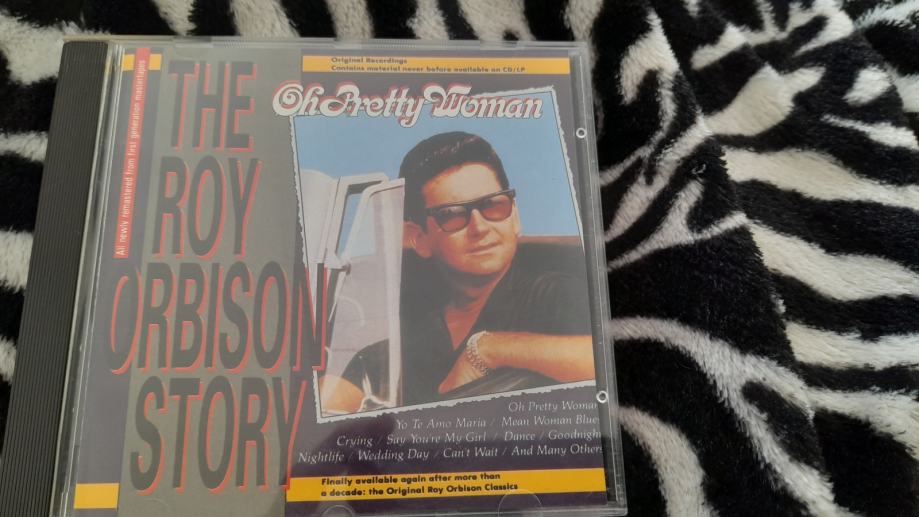 All newly remastered from first generation mastertapes
THE
ROY
ORBISON
STORY
Original Recordings
Contains material never before available on CD/LP
Oh Pretty Woman
Oh Pretty Woman
Yo Te Amo Maria / Mean Woman Blues
Crying / Say You're My Girl / Dance / Goodnight
Nightlife / Wedding Day / Can't Wait / And Many Others
Finally available again after more than
a decade: the Original Roy Orbison Classics